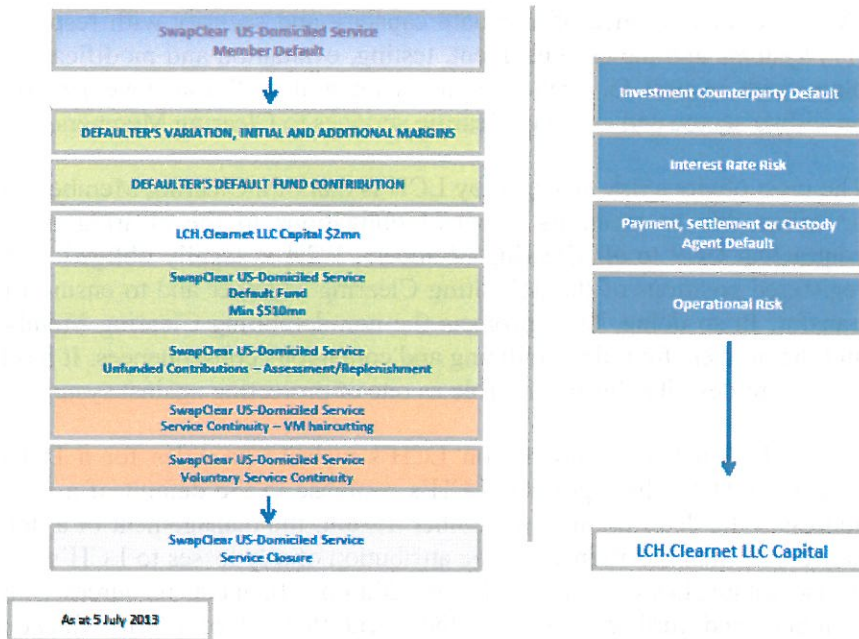 SwapClear US-Domiciled Service
Member Default
DEFAULTER'S VARIATION, INITIAL AND ADDITIONAL MARGINS
DEFAULTER'S DEFAULT FUND CONTRIBUTION
LCH.Clearnet LLC Capital $2mn
SwapClear US-Domiciled Service
Default Fund
Min $510mn
SwapClear US-Domiciled Service
Unfunded Contributions – Assessment/Replenishment
SwapClear US-Domiciled Service
Service Continuity – VM haircutting
SwapClear US-Domiciled Service
Voluntary Service Continuity
SwapClear US-Domiciled Service
Service Closure
As at 5 July 2013
Investment Counterparty Default
Interest Rate Risk
Payment, Settlement or Custody
Agent Default
Operational Risk
LCH.Clearnet LLC Capital